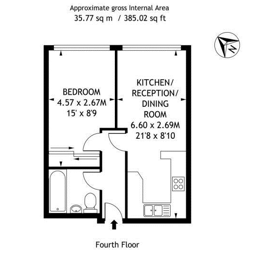 Approximate gross Internal Area
35.77 sq m / 385.02 sq ft
N
BEDROOM
4.57 x 2.67M
15' x 8'9
KITCHEN/
RECEPTION/
DINING
ROOM
6.60 x 2.69M
21'8 x 8'10
Fourth Floor